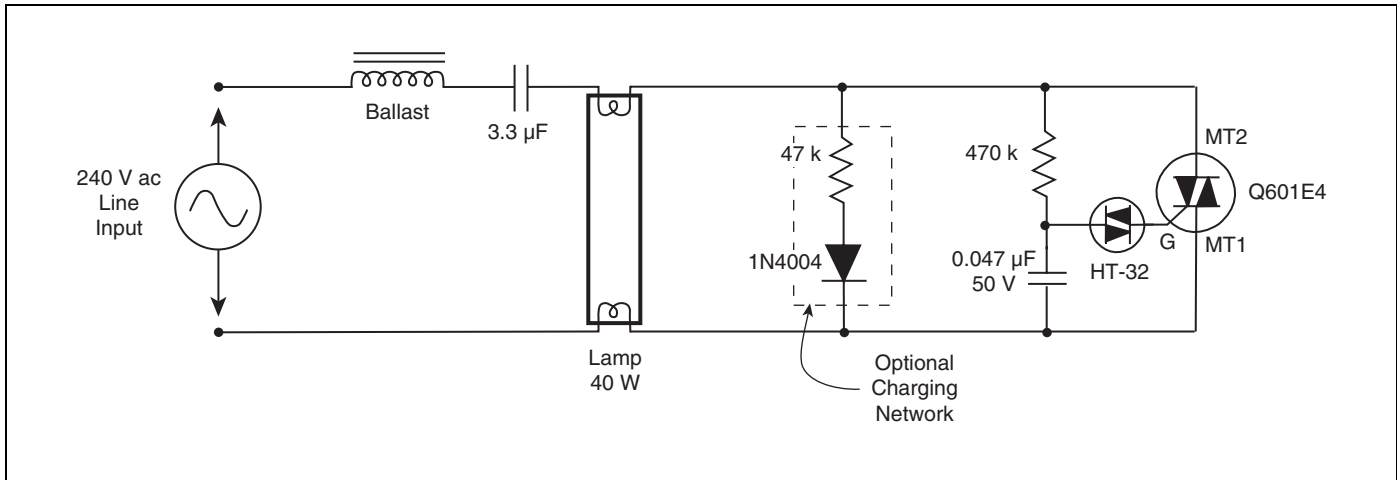 240 V ac
Line
Input
Ballast
3.3 µF
Lamp
40 W
47 k
1N4004
Optional
Charging
Network
470 k
0.047 µF
50 V
HT-32
G
MT2
Q601E4
MT1